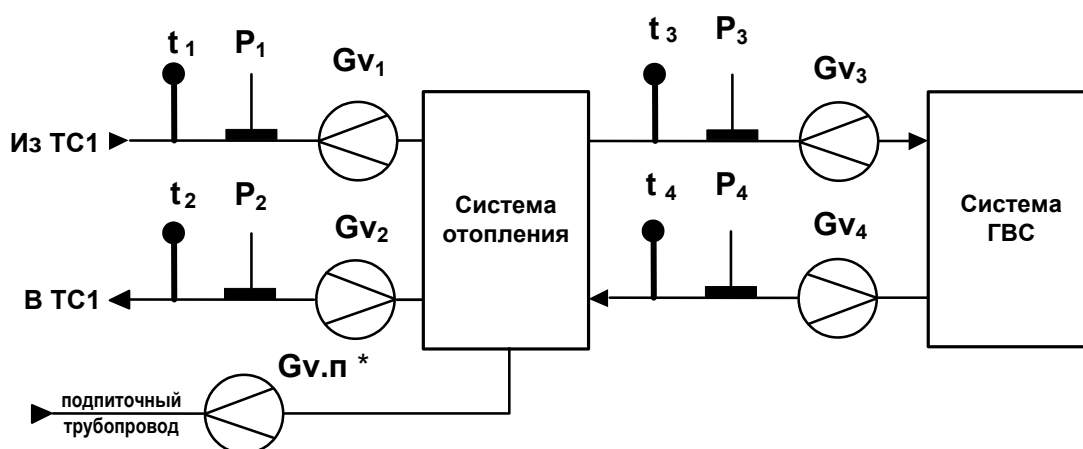 t 1 P1 Gv1 t 3 P3 Gv3
Из ТС1
t 2 P2 Gv2 t 4 P4 Gv4
Система
отопления
Система
ГВС
В ТС1
Gv.п *
подпиточный
трубопровод